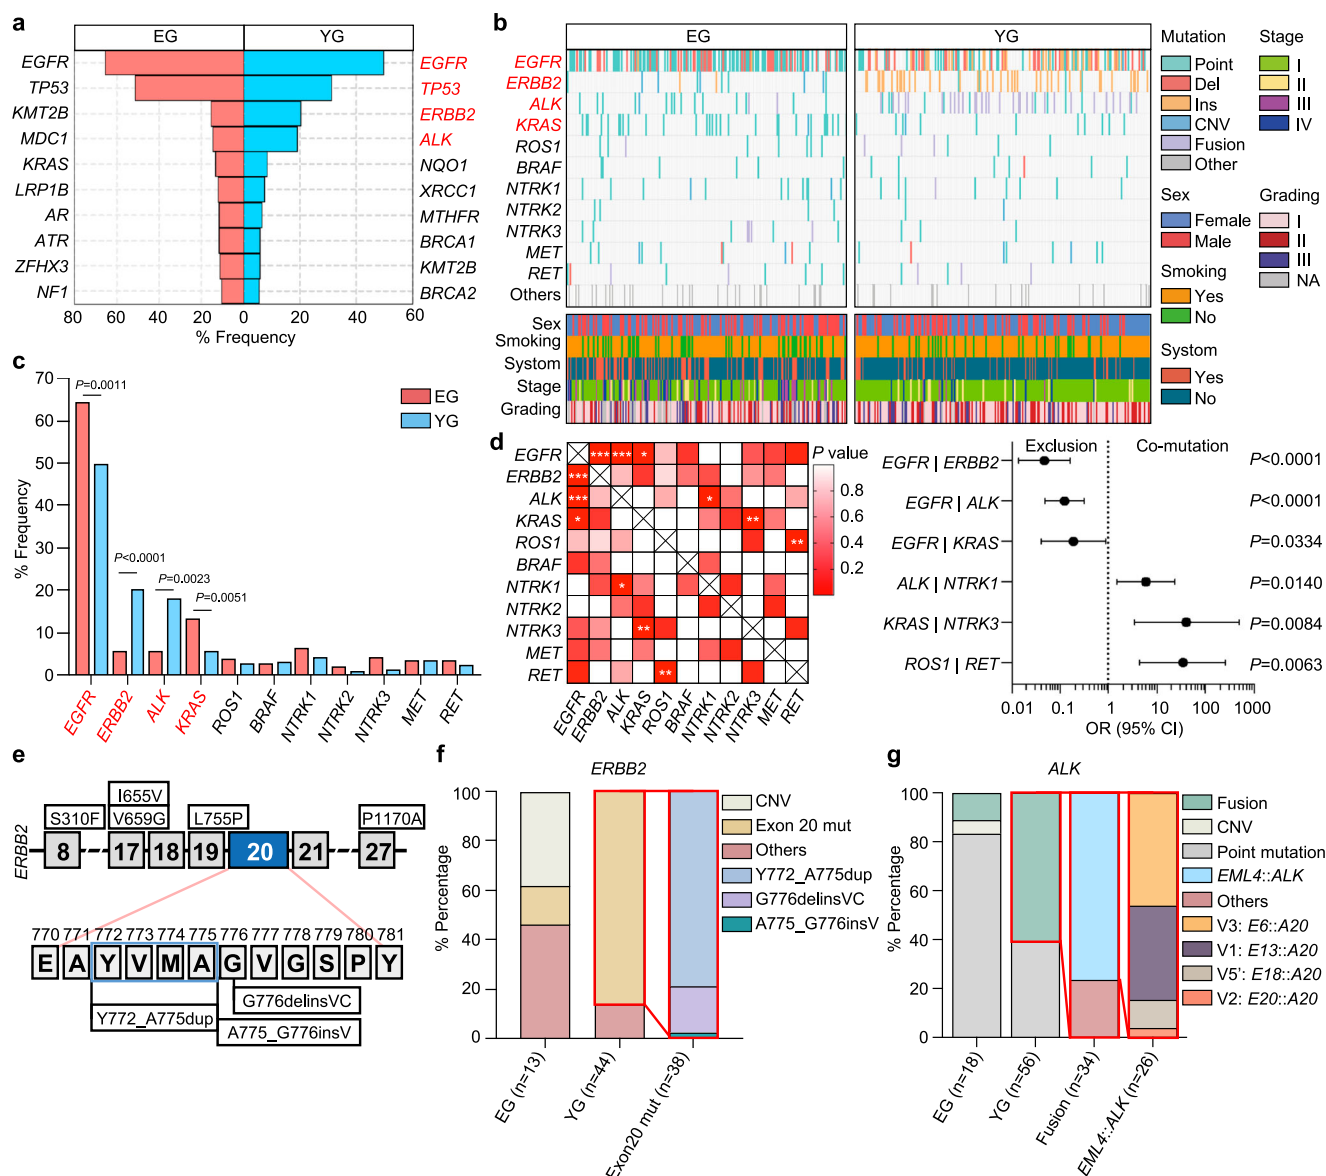 a
EG YG
EGFR
TP53
KMT2B
MDC1
KRAS
LRP1B
AR
ATR
ZFHX3
NF1
EGFR
TP53
ERBB2
ALK
NQO1
XRCC1
MTHFR
BRCA1
KMT2B
BRCA2
80 60 40 20 0 20 40 60
% Frequency
b
EG YG
EGFR
ERBB2
ALK
KRAS
ROS1
BRAF
NTRK1
NTRK2
NTRK3
MET
RET
Others
Sex
Smoking
System
Stage
Grading
Mutation
Point
Del
Ins
CNV
Fusion
Other
Stage
I
II
III
IV
Sex
Female
Male
Grading
I
II
III
NA
Smoking
Yes
No
System
Yes
No
c
70
60
50
40
30
20
10
0
% Frequency
P=0.0011
P<0.0001
P=0.0023
P=0.0051
EG
YG
EGFR
ERBB2
ALK
KRAS
ROS1
BRAF
NTRK1
NTRK2
NTRK3
MET
RET
d
EGFR *** *** *
ERBB2 ***
ALK *** *
KRAS * **
ROS1 **
BRAF
NTRK1 *
NTRK2
NTRK3 **
MET
RET **
EGFR
ERBB2
ALK
KRAS
ROS1
BRAF
NTRK1
NTRK2
NTRK3
MET
RET
P value
0.8
0.6
0.4
0.2
Exclusion Co-mutation
EGFR | ERBB2 P<0.0001
EGFR | ALK P<0.0001
EGFR | KRAS P=0.0334
ALK | NTRK1 P=0.0140
KRAS | NTRK3 P=0.0084
ROS1 | RET P=0.0063
0.01 0.1 1 10 100 1000
OR (95% CI)
e
ERBB2
I655V
S310F V659G L755P P1170A
8 17 18 19 20 21 27
770 771 772 773 774 775 776 777 778 779 780 781
E A Y V M A G V G S P Y
G776delinsVC
Y772_A775dup
A775_G776insV
f
ERBB2
100
80
60
40
20
0
% Percentage
CNV
Exon 20 mut
Others
Y772_A775dup
G776delinsVC
A775_G776insV
EG (n=13)
YG (n=44)
Exon20 mut (n=38)
g
ALK
100
80
60
40
20
0
% Percentage
Fusion
CNV
Point mutation
EML4::ALK
Others
V3: E6::A20
V1: E13::A20
V5': E18::A20
V2: E20::A20
EG (n=18)
YG (n=56)
Fusion (n=34)
EML4::ALK (n=26)